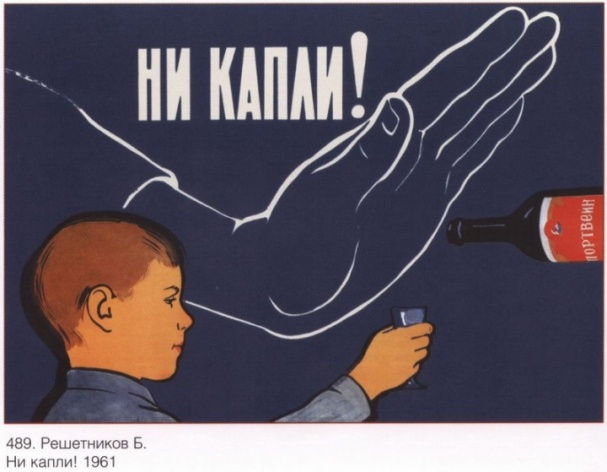 НИ КАПЛИ!
ПОРТВЕЙН
489. Решетников Б.
Ни капли! 1961